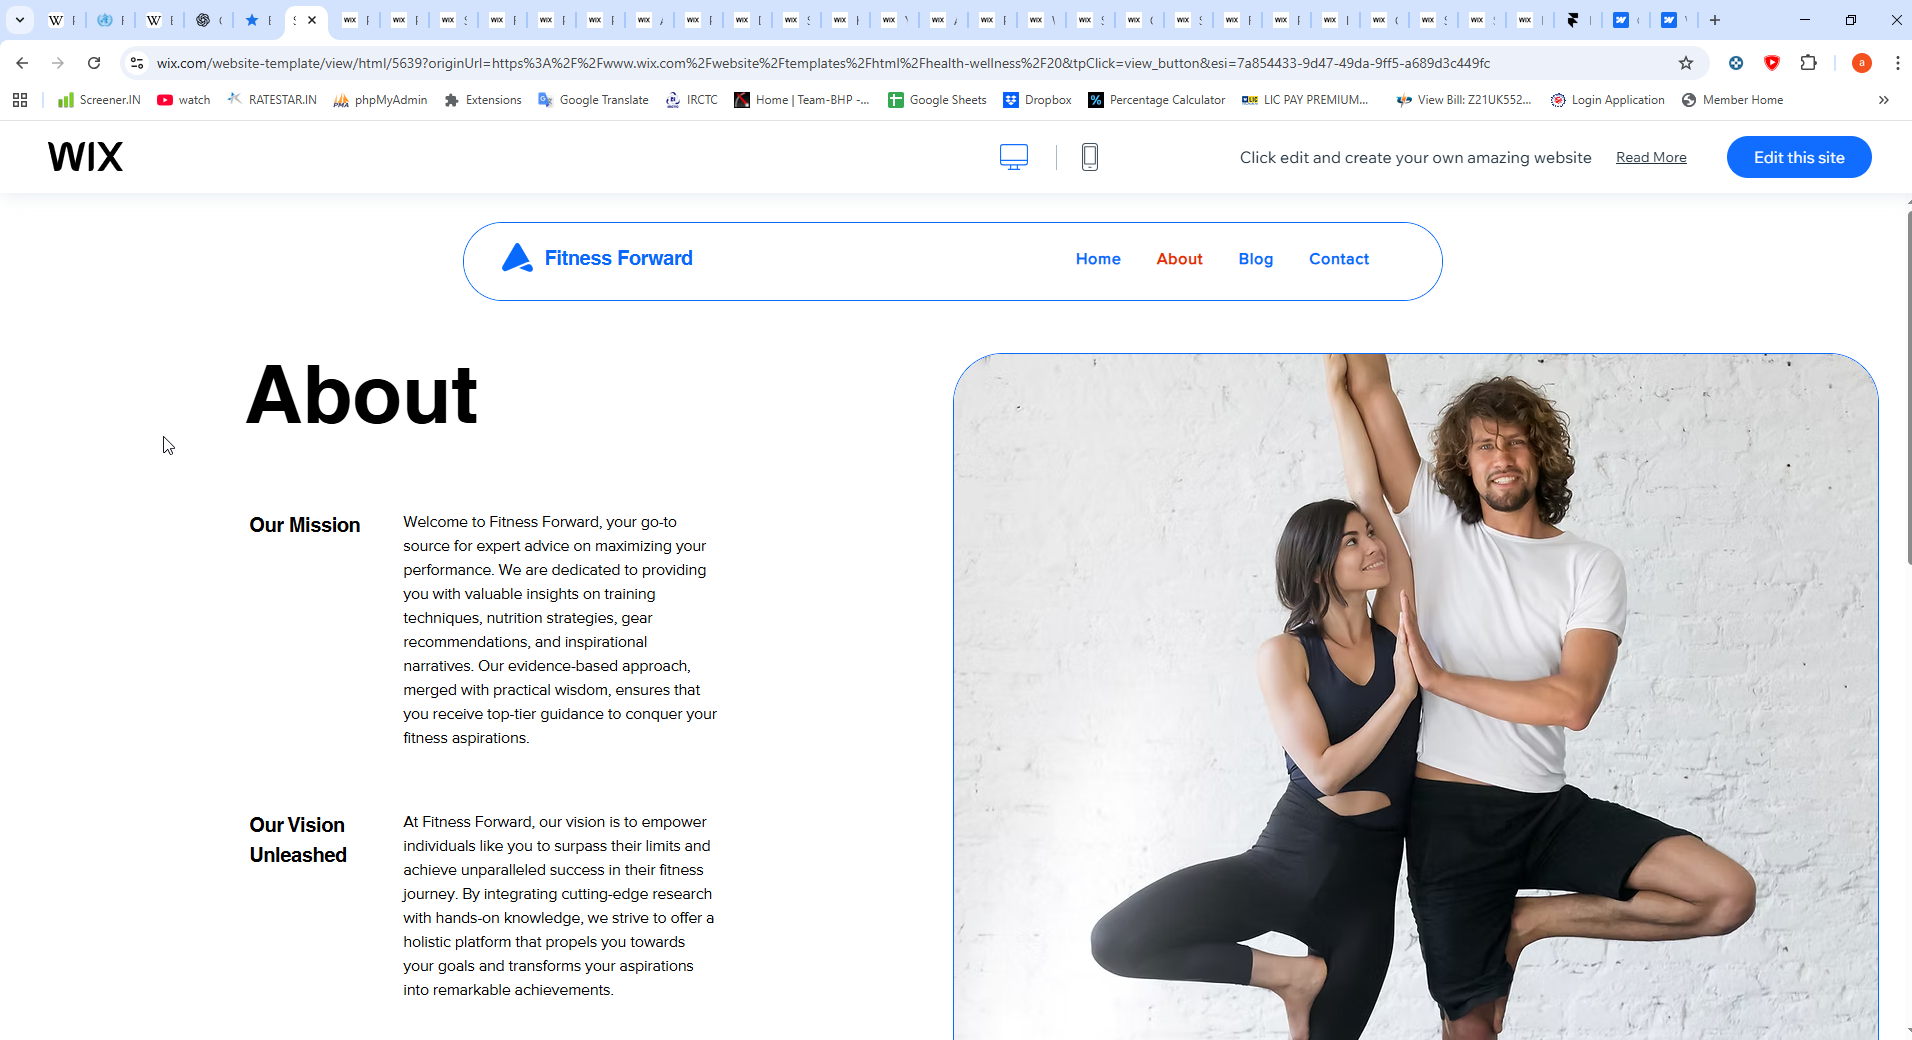 wix.com/website-template/view/html/5639?originUrl=https%3A%2F%2Fwww.wix.com%2Fwebsite%2Ftemplates%2Fhtml%2Fhealth-wellness%2F20&tpClick=view_button&esi=7a854433-9d47-49da-9ff5-a689d3c449fc
a
Screener.IN watch RATESTAR.IN phpMyAdmin Extensions Google Translate IRCTC Home | Team-BHP -... Google Sheets Dropbox Percentage Calculator LIC PAY PREMIUM... View Bill: Z21UK552... Login Application Member Home
WIX
Click edit and create your own amazing website Read More Edit this site
Fitness Forward Home About Blog Contact
About
Our Mission
Welcome to Fitness Forward, your go-to
source for expert advice on maximizing your
performance. We are dedicated to providing
you with valuable insights on training
techniques, nutrition strategies, gear
recommendations, and inspirational
narratives. Our evidence-based approach,
merged with practical wisdom, ensures that
you receive top-tier guidance to conquer your
fitness aspirations.
Our Vision
Unleashed
At Fitness Forward, our vision is to empower
individuals like you to surpass their limits and
achieve unparalleled success in their fitness
journey. By integrating cutting-edge research
with hands-on knowledge, we strive to offer a
holistic platform that propels you towards
your goals and transforms your aspirations
into remarkable achievements.